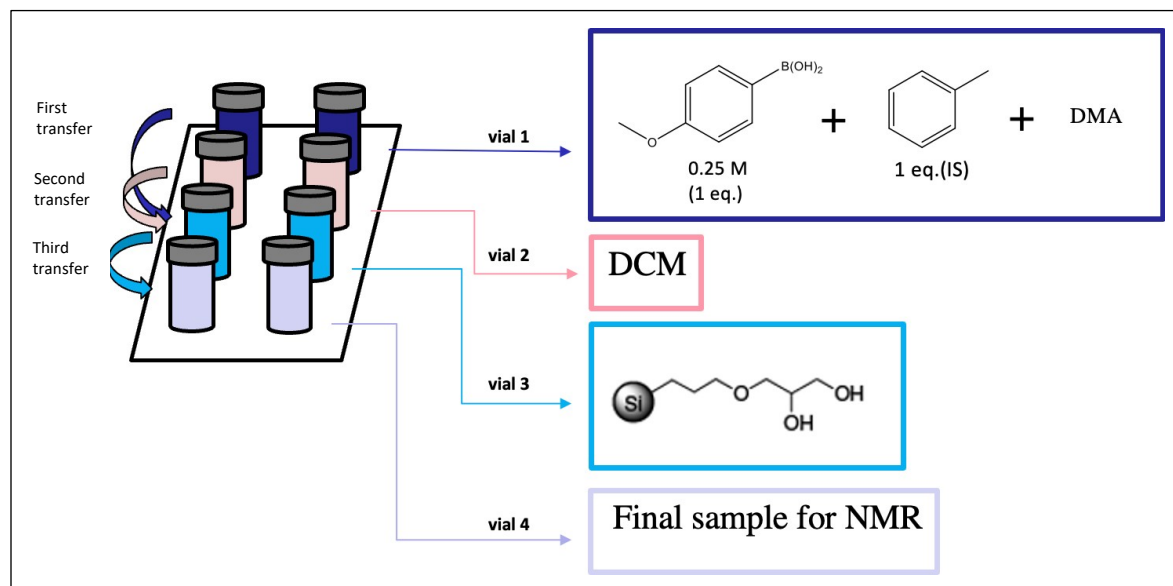 First
transfer
Second
transfer
Third
transfer
vial 1
B(OH)2
O
+
+
DMA
0.25 M
(1 eq.)
1 eq.(IS)
vial 2
DCM
vial 3
Si
O
OH
OH
vial 4
Final sample for NMR